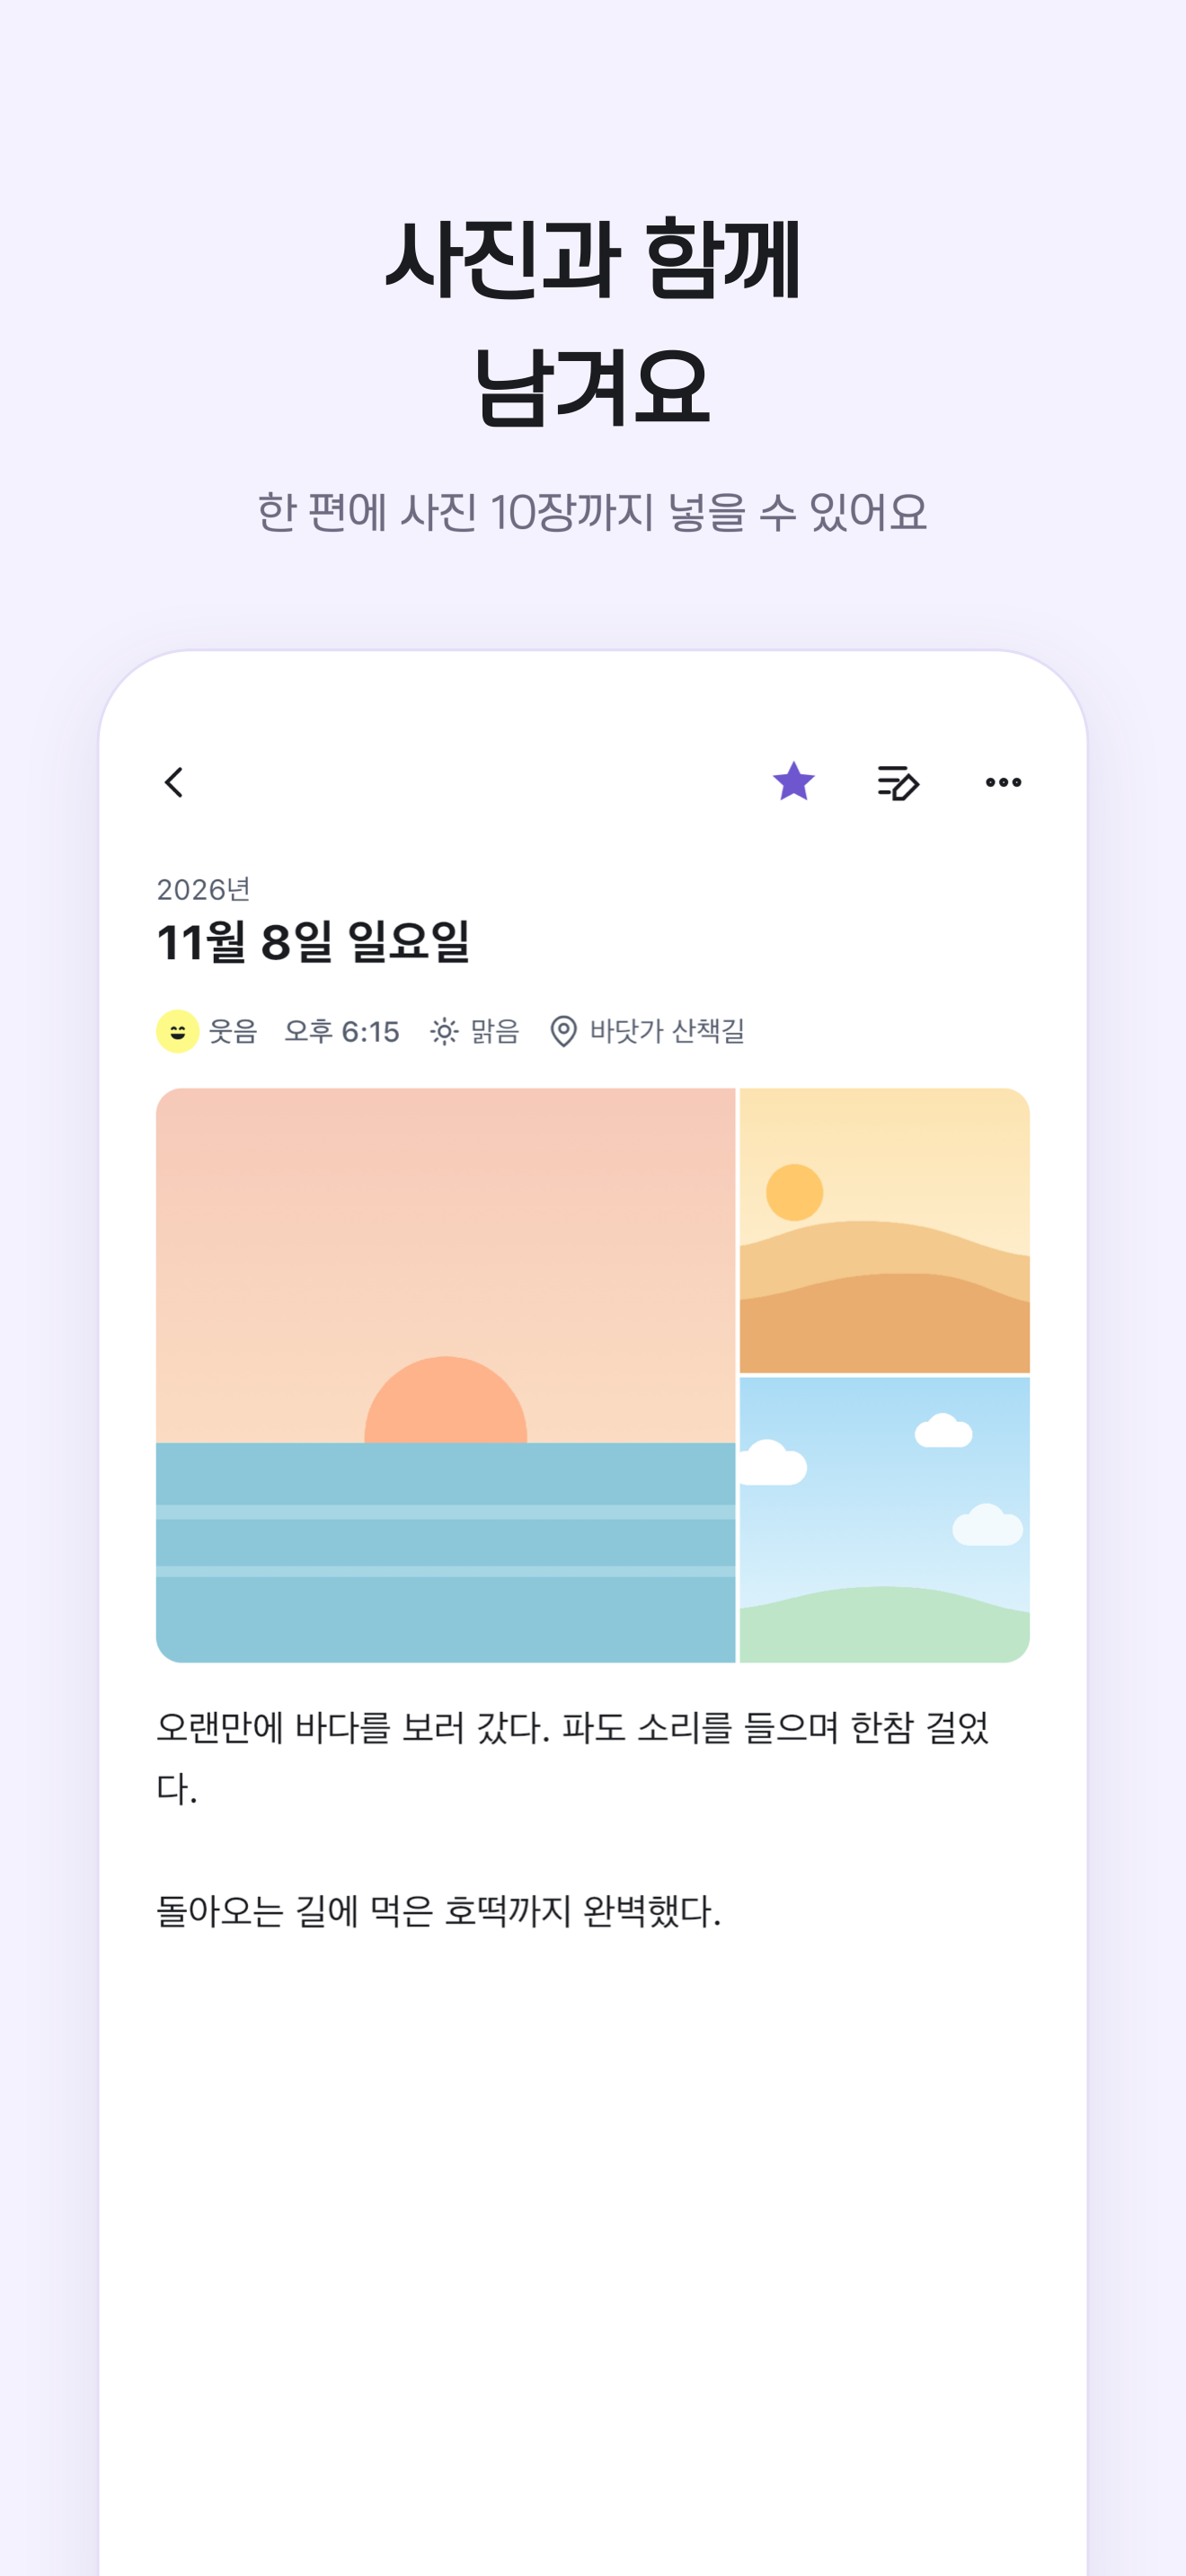 사진과 함께
남겨요
한 편에 사진 10장까지 넣을 수 있어요
2026년
11월 8일 일요일
웃음 오후 6:15 맑음 바닷가 산책길
오랜만에 바다를 보러 갔다. 파도 소리를 들으며 한참 걸었
다.
돌아오는 길에 먹은 호떡까지 완벽했다.